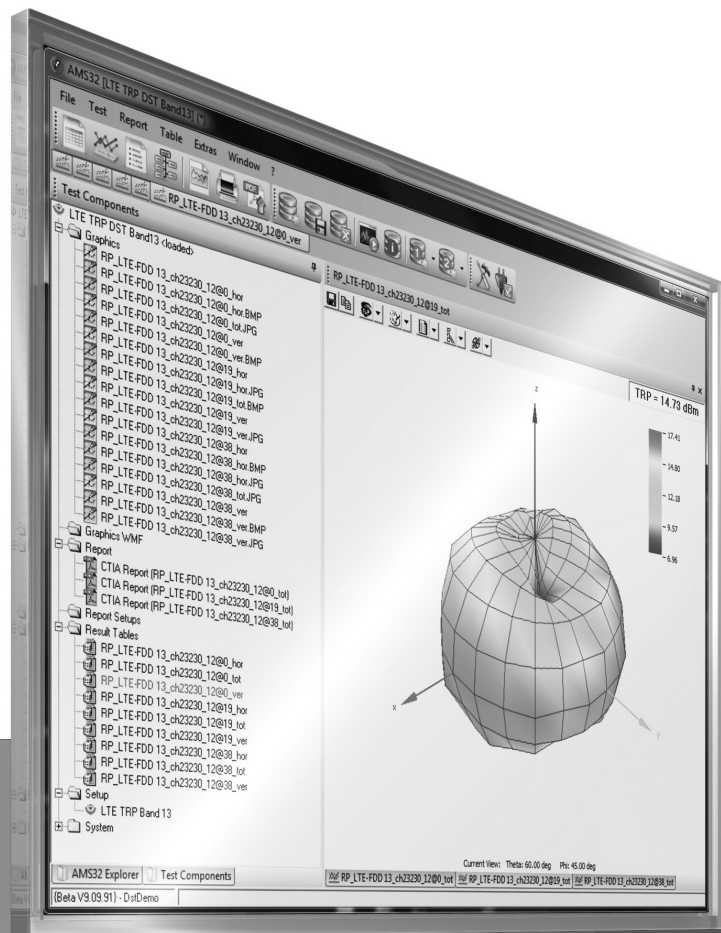 AMS32 [LTE TRP DST Band13] (*)
File Test Report Table Extras Window ?
RP_LTE-FDD 13_ch23230_12@0_ver
Test Components
LTE TRP DST Band13 <loaded>
Graphics
RP_LTE-FDD 13_ch23230_12@0_hor
RP_LTE-FDD 13_ch23230_12@0_hor.BMP
RP_LTE-FDD 13_ch23230_12@0_tot.JPG
RP_LTE-FDD 13_ch23230_12@0_ver
RP_LTE-FDD 13_ch23230_12@0_ver.BMP
RP_LTE-FDD 13_ch23230_12@19_hor
RP_LTE-FDD 13_ch23230_12@19_hor.JPG
RP_LTE-FDD 13_ch23230_12@19_tot.BMP
RP_LTE-FDD 13_ch23230_12@19_ver
RP_LTE-FDD 13_ch23230_12@19_ver.JPG
RP_LTE-FDD 13_ch23230_12@38_hor
RP_LTE-FDD 13_ch23230_12@38_hor.BMP
RP_LTE-FDD 13_ch23230_12@38_hor.JPG
RP_LTE-FDD 13_ch23230_12@38_tot.JPG
RP_LTE-FDD 13_ch23230_12@38_ver
RP_LTE-FDD 13_ch23230_12@38_ver.BMP
RP_LTE-FDD 13_ch23230_12@38_ver.JPG
Graphics WMF
Report
CTIA Report (RP_LTE-FDD 13_ch23230_12@0_tot)
CTIA Report (RP_LTE-FDD 13_ch23230_12@19_tot)
CTIA Report (RP_LTE-FDD 13_ch23230_12@38_tot)
Report Setups
Result Tables
RP_LTE-FDD 13_ch23230_12@0_hor
RP_LTE-FDD 13_ch23230_12@0_tot
RP_LTE-FDD 13_ch23230_12@0_ver
RP_LTE-FDD 13_ch23230_12@19_hor
RP_LTE-FDD 13_ch23230_12@19_tot
RP_LTE-FDD 13_ch23230_12@19_ver
RP_LTE-FDD 13_ch23230_12@38_hor
RP_LTE-FDD 13_ch23230_12@38_tot
RP_LTE-FDD 13_ch23230_12@38_ver
Setup
LTE TRP Band 13
System
AMS32 Explorer Test Components
(Beta V9.09.91) - DstDemo
RP_LTE-FDD 13_ch23230_12@19_tot
TRP = 14.73 dBm
17.41
14.80
12.18
9.57
6.96
z
x
y
Current View: Theta: 60.00 deg Phi: 45.00 deg
RP_LTE-FDD 13_ch23230_12@0_tot RP_LTE-FDD 13_ch23230_12@19_tot RP_LTE-FDD 13_ch23230_12@38_tot